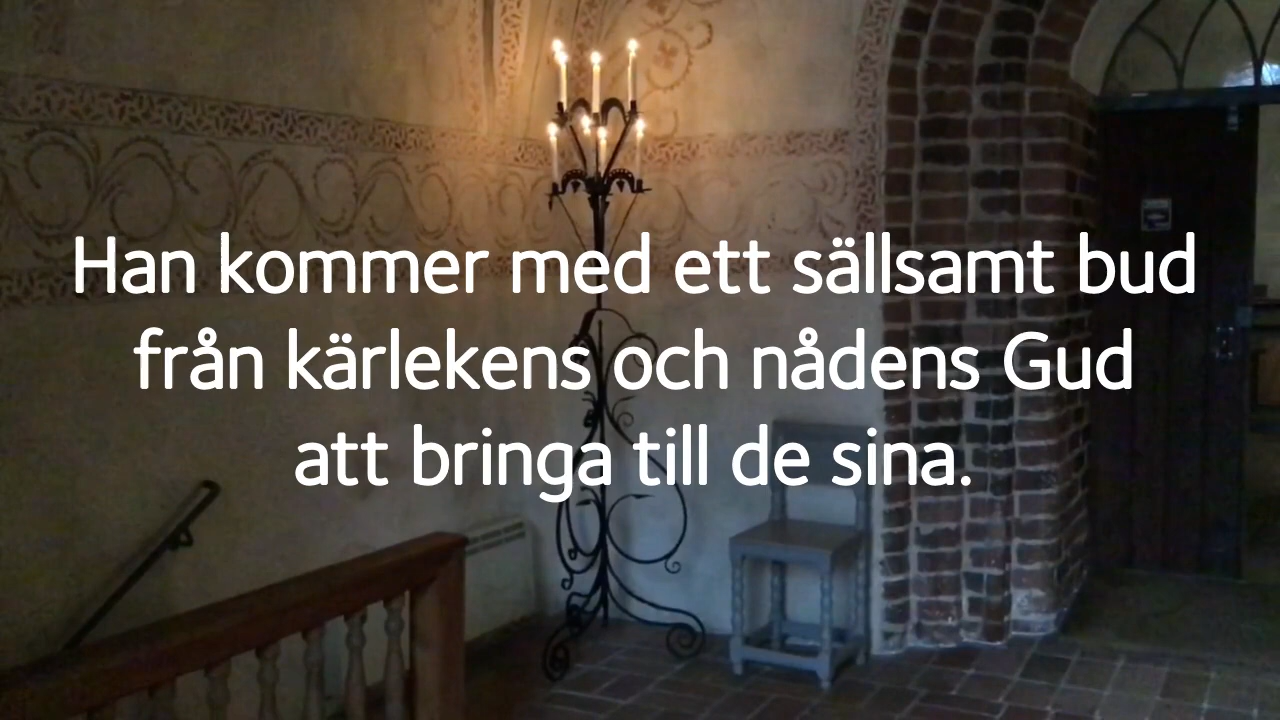 Han kommer med ett sällsamt bud
från kärlekens och nådens Gud
att bringa till de sina.